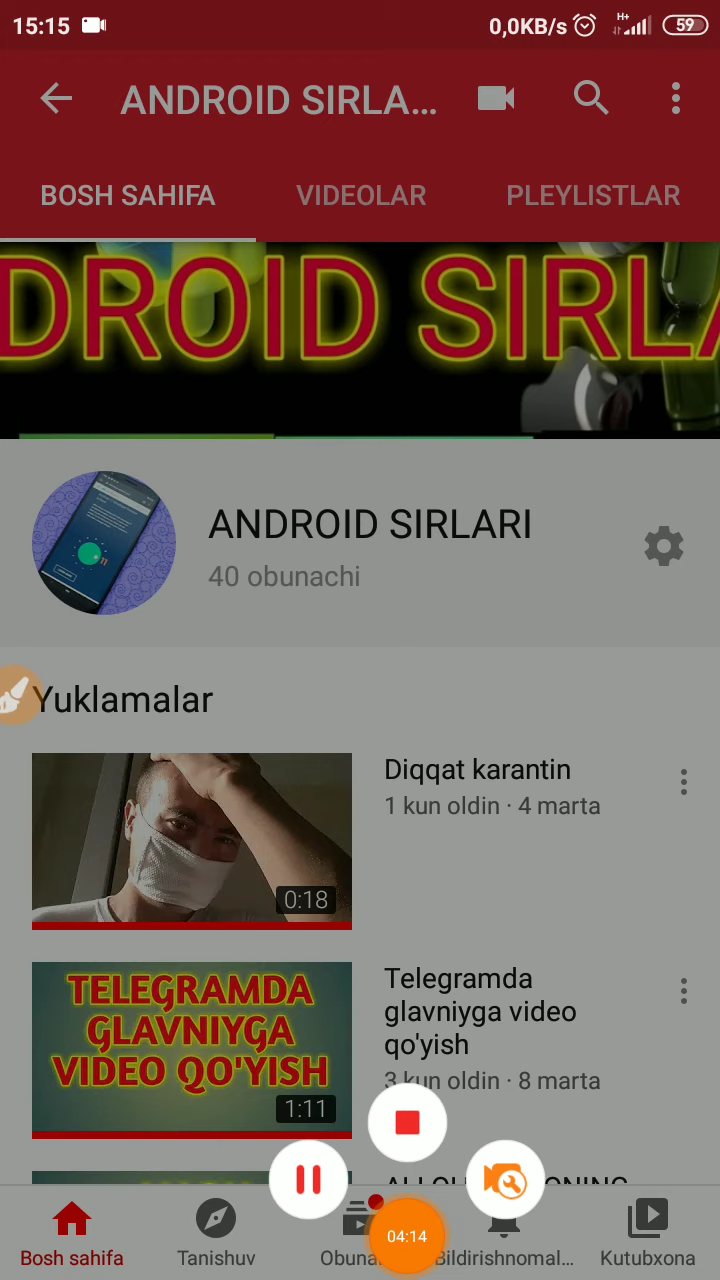 15:15
0,0KB/s
H+
59
ANDROID SIRLA...
BOSH SAHIFA
VIDEOLAR
PLEYLISTLAR
DROID SIRLA
ANDROID SIRLARI
40 obunachi
Yuklamalar
Diqqat karantin
1 kun oldin · 4 marta
0:18
TELEGRAMDA
GLAVNIYGA
VIDEO QO'YISH
1:11
Telegramda
glavniyga video
qo'yish
3 kun oldin · 8 marta
04:14
Bosh sahifa
Tanishuv
Obuna
Bildirishnomal...
Kutubxona